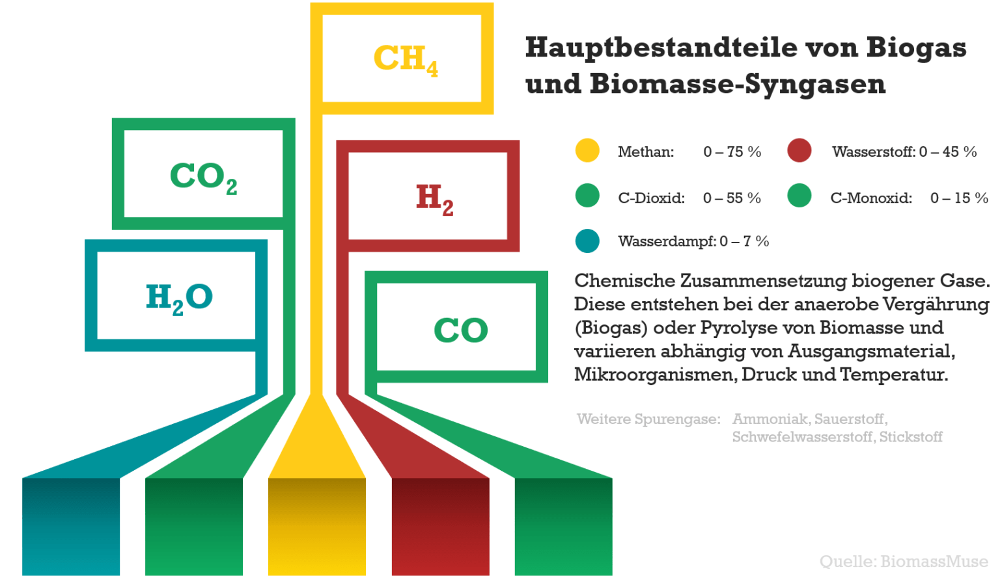 CH₄
Hauptbestandteile von Biogas
und Biomasse-Syngasen
CO₂
H₂
H₂O
CO
Methan: 0 – 75 %
Wasserstoff: 0 – 45 %
C-Dioxid: 0 – 55 %
C-Monoxid: 0 – 15 %
Wasserdampf: 0 – 7 %
Chemische Zusammensetzung biogener Gase.
Diese entstehen bei der anaerobe Vergährung
(Biogas) oder Pyrolyse von Biomasse und
variieren abhängig von Ausgangsmaterial,
Mikroorganismen, Druck und Temperatur.
Weitere Spurengase: Ammoniak, Sauerstoff,
Schwefelwasserstoff, Stickstoff
Quelle: BiomassMuse